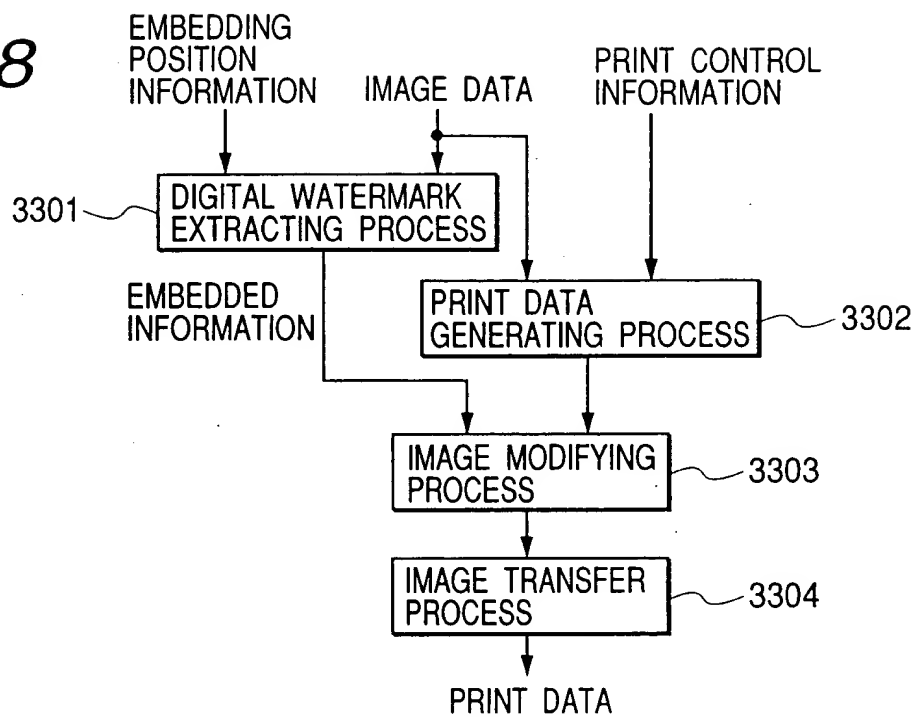 8
EMBEDDING
POSITION
INFORMATION
IMAGE DATA
PRINT CONTROL
INFORMATION
3301
DIGITAL WATERMARK
EXTRACTING PROCESS
EMBEDDED
INFORMATION
PRINT DATA
GENERATING PROCESS
3302
IMAGE MODIFYING
PROCESS
3303
IMAGE TRANSFER
PROCESS
3304
PRINT DATA